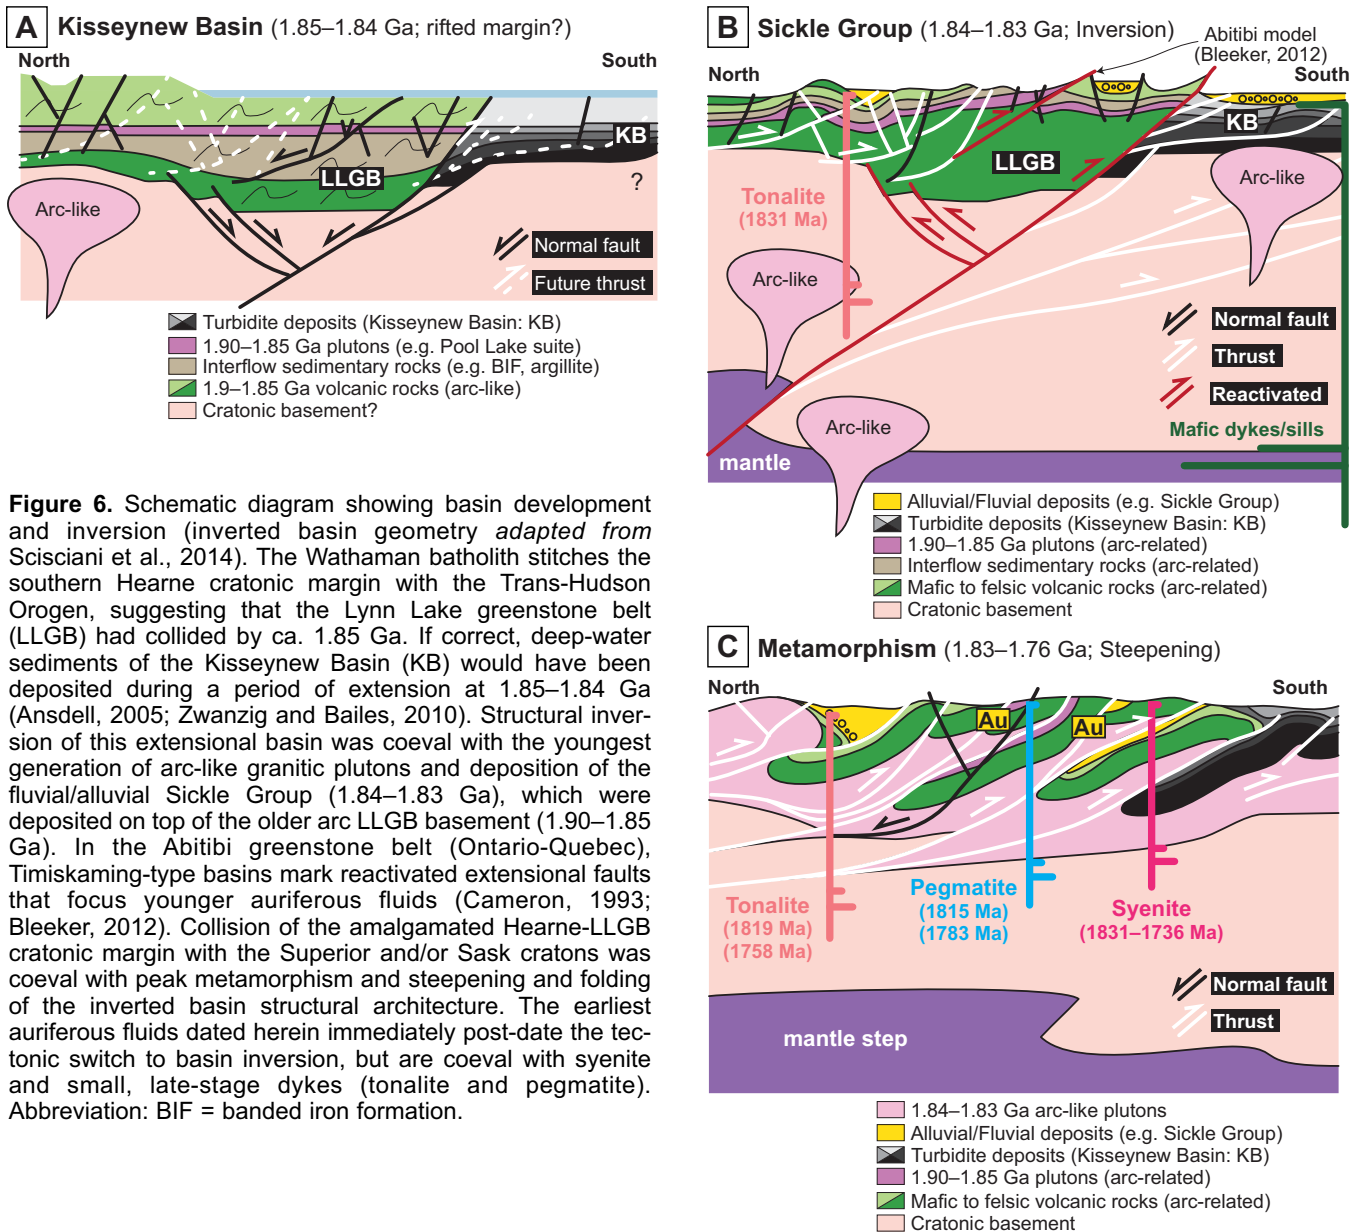 A Kisseynew Basin (1.85–1.84 Ga; rifted margin?)
North
South
KB
LLGB
?
Arc-like
Normal fault
Future thrust
Turbidite deposits (Kisseynew Basin: KB)
1.90–1.85 Ga plutons (e.g. Pool Lake suite)
Interflow sedimentary rocks (e.g. BIF, argillite)
1.9–1.85 Ga volcanic rocks (arc-like)
Cratonic basement?
Figure 6. Schematic diagram showing basin development
and inversion (inverted basin geometry adapted from
Scisciani et al., 2014). The Wathaman batholith stitches the
southern Hearne cratonic margin with the Trans-Hudson
Orogen, suggesting that the Lynn Lake greenstone belt
(LLGB) had collided by ca. 1.85 Ga. If correct, deep-water
sediments of the Kisseynew Basin (KB) would have been
deposited during a period of extension at 1.85–1.84 Ga
(Ansdell, 2005; Zwanzig and Bailes, 2010). Structural inver-
sion of this extensional basin was coeval with the youngest
generation of arc-like granitic plutons and deposition of the
fluvial/alluvial Sickle Group (1.84–1.83 Ga), which were
deposited on top of the older arc LLGB basement (1.90–1.85
Ga). In the Abitibi greenstone belt (Ontario-Quebec),
Timiskaming-type basins mark reactivated extensional faults
that focus younger auriferous fluids (Cameron, 1993;
Bleeker, 2012). Collision of the amalgamated Hearne-LLGB
cratonic margin with the Superior and/or Sask cratons was
coeval with peak metamorphism and steepening and folding
of the inverted basin structural architecture. The earliest
auriferous fluids dated herein immediately post-date the tec-
tonic switch to basin inversion, but are coeval with syenite
and small, late-stage dykes (tonalite and pegmatite).
Abbreviation: BIF = banded iron formation.
B Sickle Group (1.84–1.83 Ga; Inversion)
Abitibi model
(Bleeker, 2012)
North
South
KB
LLGB
Tonalite
(1831 Ma)
Arc-like
Arc-like
Arc-like
mantle
Normal fault
Thrust
Reactivated
Mafic dykes/sills
Alluvial/Fluvial deposits (e.g. Sickle Group)
Turbidite deposits (Kisseynew Basin: KB)
1.90–1.85 Ga plutons (arc-related)
Interflow sedimentary rocks (arc-related)
Mafic to felsic volcanic rocks (arc-related)
Cratonic basement
C Metamorphism (1.83–1.76 Ga; Steepening)
North
South
Au
Au
Tonalite
(1819 Ma)
(1758 Ma)
Pegmatite
(1815 Ma)
(1783 Ma)
Syenite
(1831–1736 Ma)
Normal fault
Thrust
mantle step
1.84–1.83 Ga arc-like plutons
Alluvial/Fluvial deposits (e.g. Sickle Group)
Turbidite deposits (Kisseynew Basin: KB)
1.90–1.85 Ga plutons (arc-related)
Mafic to felsic volcanic rocks (arc-related)
Cratonic basement